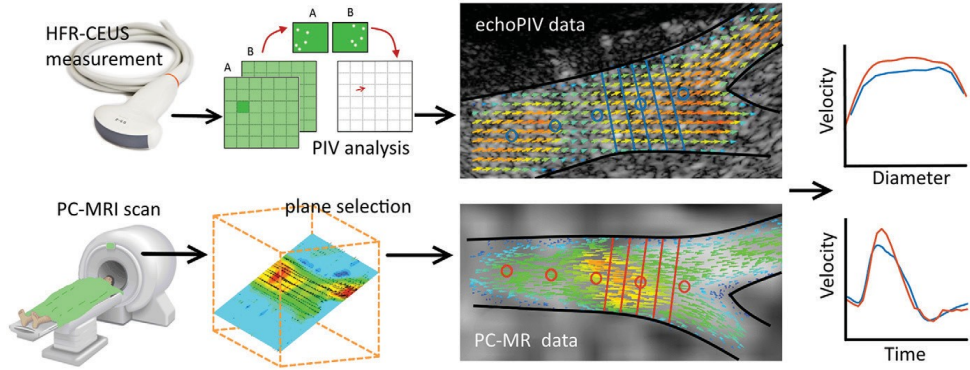 HFR-CEUS
measurement
A
B
A
B
PIV analysis
echoPIV data
Velocity
Diameter
PC-MRI scan
plane selection
PC-MR data
Velocity
Time